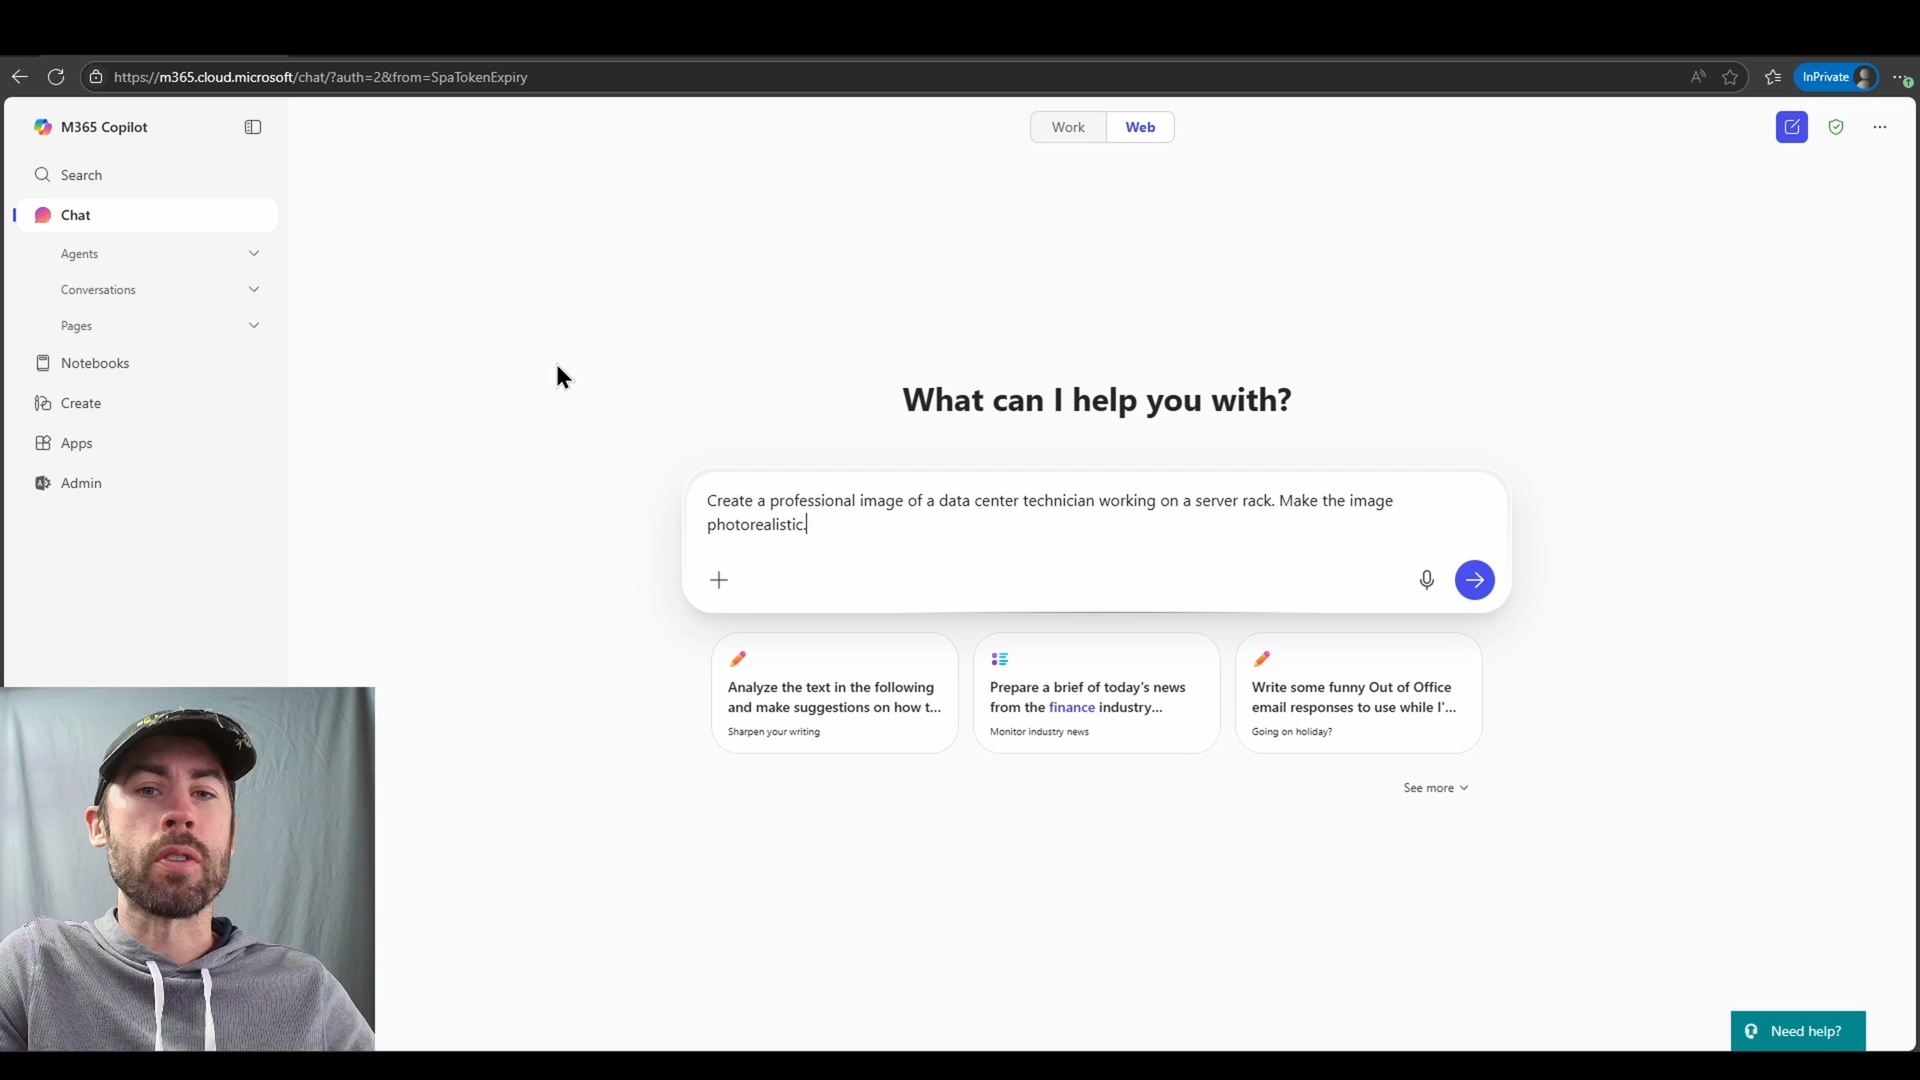 https://m365.cloud.microsoft/chat/?auth=2&from=SpaTokenExpiry
InPrivate
M365 Copilot
Work
Web
Search
Chat
Agents
Conversations
Pages
Notebooks
Create
Apps
Admin
What can I help you with?
Create a professional image of a data center technician working on a server rack. Make the image
photorealistic.
Analyze the text in the following
and make suggestions on how t...
Sharpen your writing
Prepare a brief of today's news
from the finance industry...
Monitor industry news
Write some funny Out of Office
email responses to use while I'...
Going on holiday?
See more
Need help?